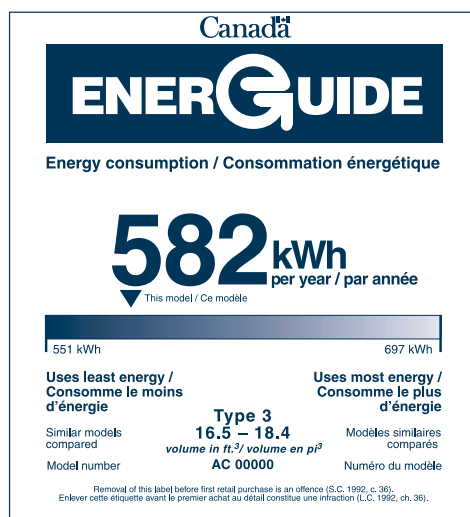 Canada
ENERGUIDE
Energy consumption / Consommation énergétique
582 kWh
per year / par année
This model / Ce modèle
551 kWh
697 kWh
Uses least energy /
Consomme le moins
d'énergie
Uses most energy /
Consomme le plus
d'énergie
Similar models
compared
Type 3
16.5 – 18.4
volume in ft.³/ volume en pi³
Modèles similaires
comparés
Model number
AC 00000
Numéro du modèle
Removal of this label before first retail purchase is an offence (S.C. 1992, c. 36).
Enlever cette étiquette avant le premier achat au détail constitue une infraction (L.C. 1992, ch. 36).